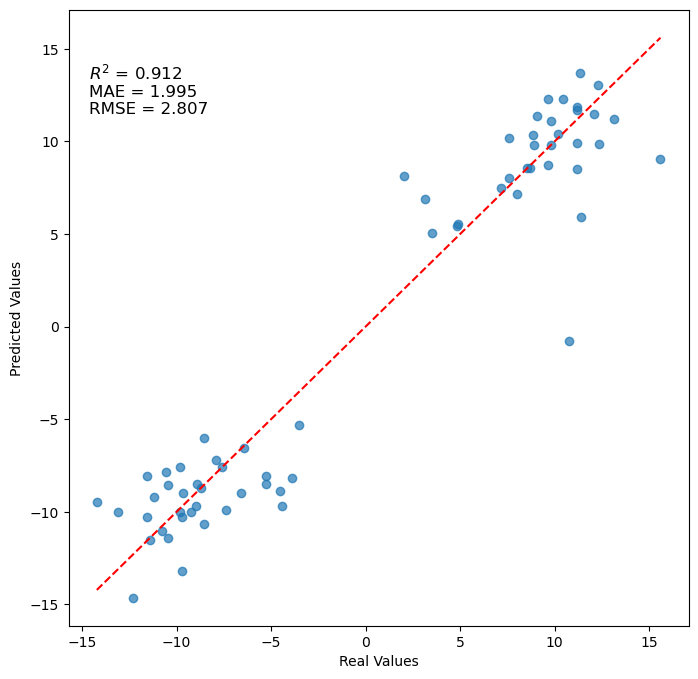 R² = 0.912
MAE = 1.995
RMSE = 2.807
15
10
5
0
−5
−10
−15
Predicted Values
−15 −10 −5 0 5 10 15
Real Values